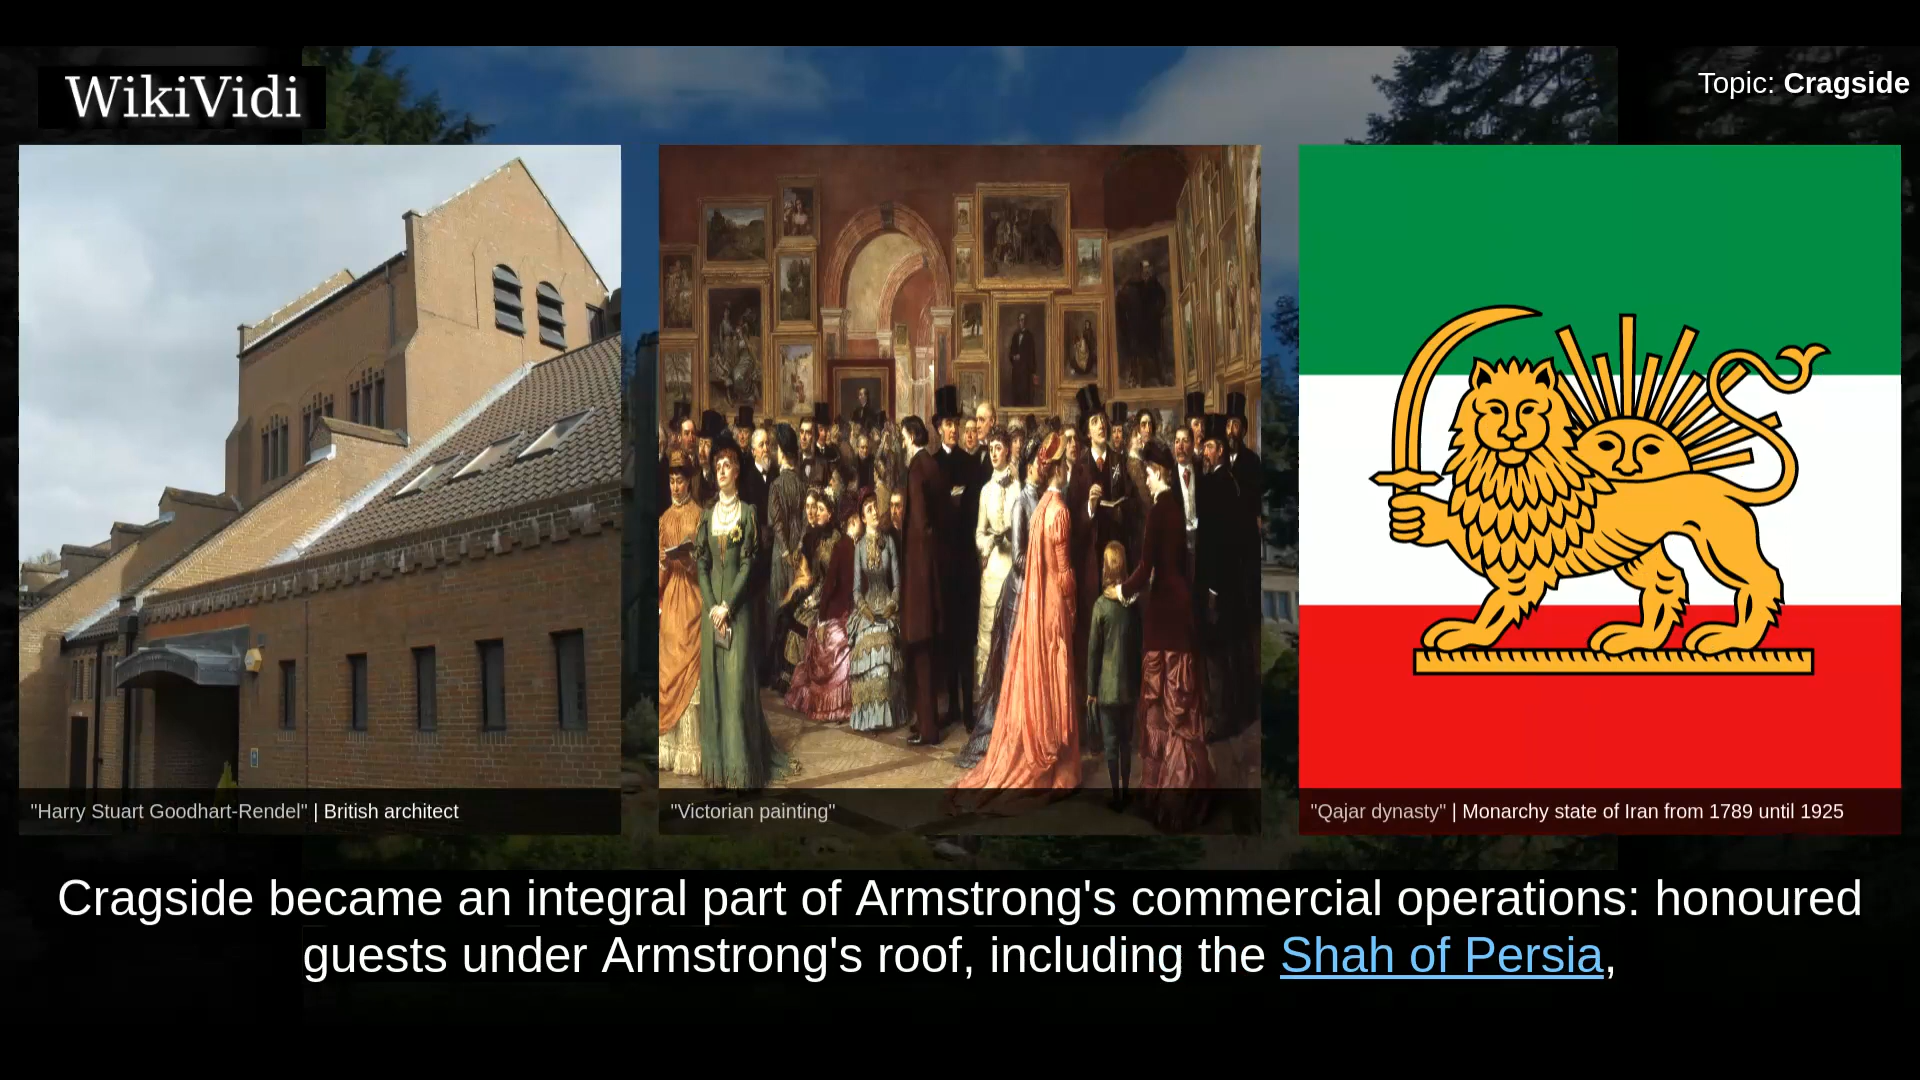 WikiVidi
Topic: Cragside
"Harry Stuart Goodhart-Rendel" | British architect
"Victorian painting"
"Qajar dynasty" | Monarchy state of Iran from 1789 until 1925
Cragside became an integral part of Armstrong's commercial operations: honoured
guests under Armstrong's roof, including the Shah of Persia,